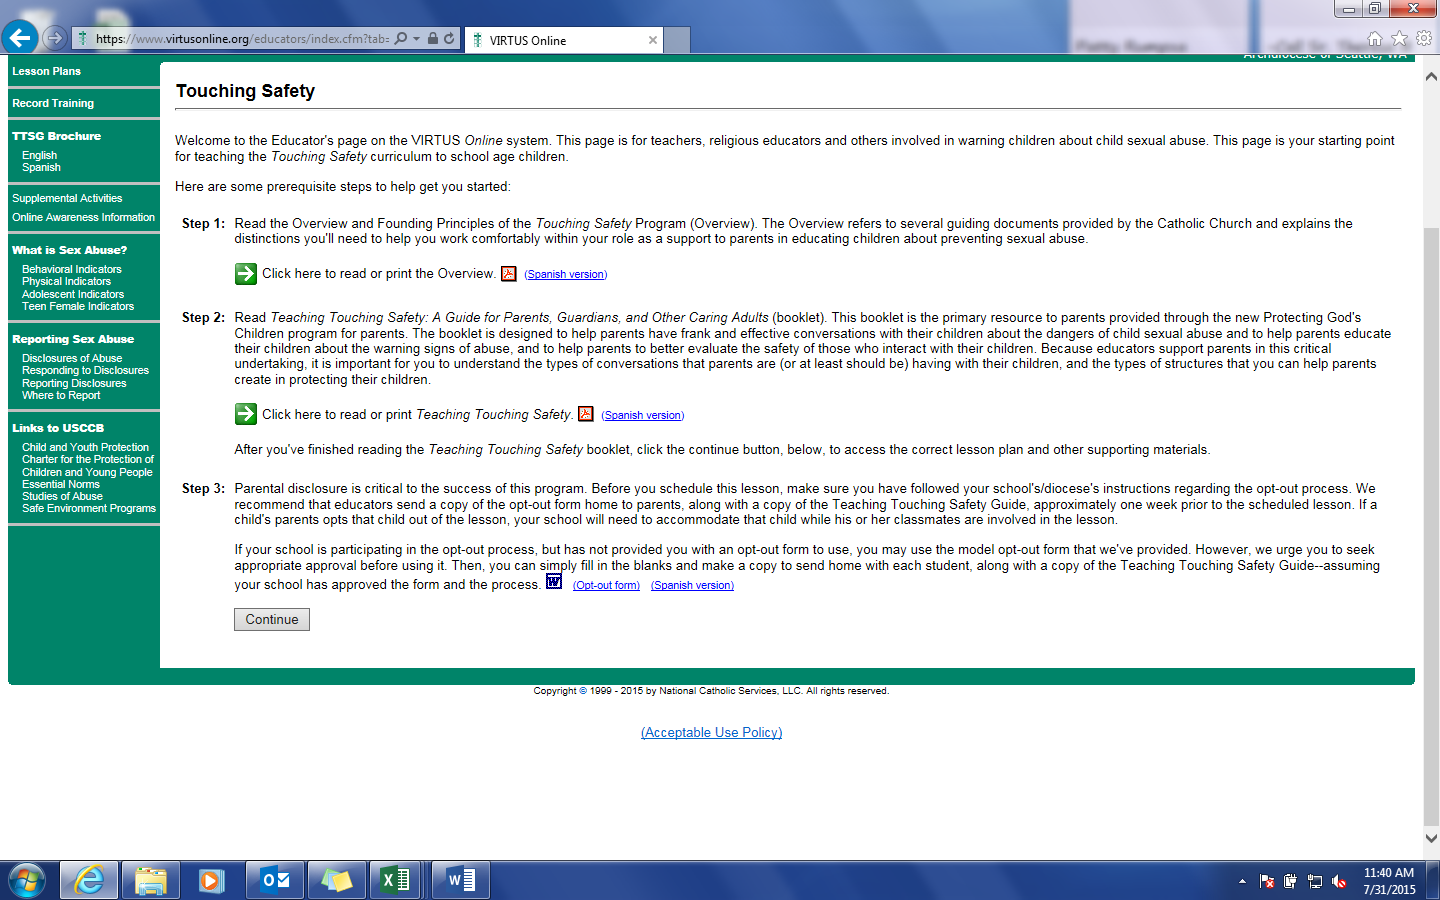 https://www.virtusonline.org/educators/index.cfm?tab=
VIRTUS Online
Archdiocese of Seattle, WA
Lesson Plans
Record Training
TTSG Brochure
English
Spanish
Supplemental Activities
Online Awareness Information
What is Sex Abuse?
Behavioral Indicators
Physical Indicators
Adolescent Indicators
Teen Female Indicators
Reporting Sex Abuse
Disclosures of Abuse
Responding to Disclosures
Reporting Disclosures
Where to Report
Links to USCCB
Child and Youth Protection
Charter for the Protection of
Children and Young People
Essential Norms
Studies of Abuse
Safe Environment Programs
Touching Safety
Welcome to the Educator's page on the VIRTUS Online system. This page is for teachers, religious educators and others involved in warning children about child sexual abuse. This page is your starting point
for teaching the Touching Safety curriculum to school age children.
Here are some prerequisite steps to help get you started:
Step 1: Read the Overview and Founding Principles of the Touching Safety Program (Overview). The Overview refers to several guiding documents provided by the Catholic Church and explains the
distinctions you'll need to help you work comfortably within your role as a support to parents in educating children about preventing sexual abuse.
Click here to read or print the Overview. (Spanish version)
Step 2: Read Teaching Touching Safety: A Guide for Parents, Guardians, and Other Caring Adults (booklet). This booklet is the primary resource to parents provided through the new Protecting God's
Children program for parents. The booklet is designed to help parents have frank and effective conversations with their children about the dangers of child sexual abuse and to help parents educate
their children about the warning signs of abuse, and to help parents to better evaluate the safety of those who interact with their children. Because educators support parents in this critical
undertaking, it is important for you to understand the types of conversations that parents are (or at least should be) having with their children, and the types of structures that you can help parents
create in protecting their children.
Click here to read or print Teaching Touching Safety. (Spanish version)
After you've finished reading the Teaching Touching Safety booklet, click the continue button, below, to access the correct lesson plan and other supporting materials.
Step 3: Parental disclosure is critical to the success of this program. Before you schedule this lesson, make sure you have followed your school's/diocese's instructions regarding the opt-out process. We
recommend that educators send a copy of the opt-out form home to parents, along with a copy of the Teaching Touching Safety Guide, approximately one week prior to the scheduled lesson. If a
child's parents opts that child out of the lesson, your school will need to accommodate that child while his or her classmates are involved in the lesson.
If your school is participating in the opt-out process, but has not provided you with an opt-out form to use, you may use the model opt-out form that we've provided. However, we urge you to seek
appropriate approval before using it. Then, you can simply fill in the blanks and make a copy to send home with each student, along with a copy of the Teaching Touching Safety Guide--assuming
your school has approved the form and the process. (Opt-out form) (Spanish version)
Continue
Copyright © 1999 - 2015 by National Catholic Services, LLC. All rights reserved.
(Acceptable Use Policy)
11:40 AM
7/31/2015